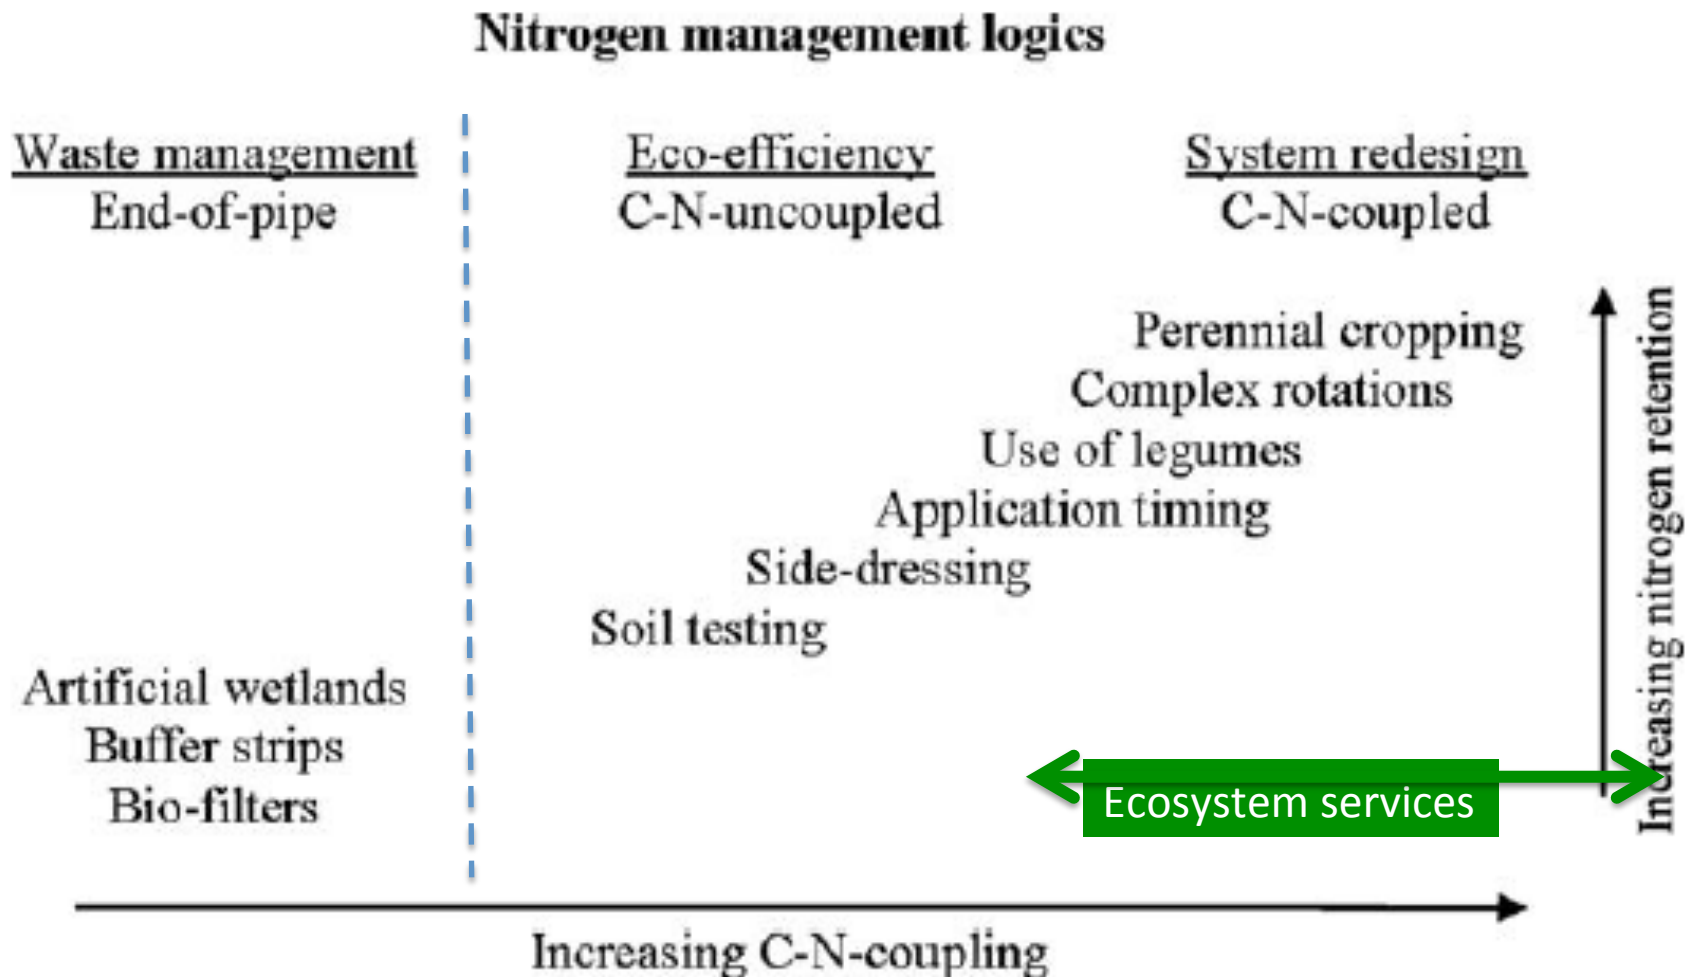 Nitrogen management logics
Waste management
End-of-pipe
Eco-efficiency
C-N-uncoupled
System redesign
C-N-coupled
Perennial cropping
Complex rotations
Use of legumes
Application timing
Side-dressing
Soil testing
Artificial wetlands
Buffer strips
Bio-filters
Ecosystem services
Increasing nitrogen retention
Increasing C-N-coupling